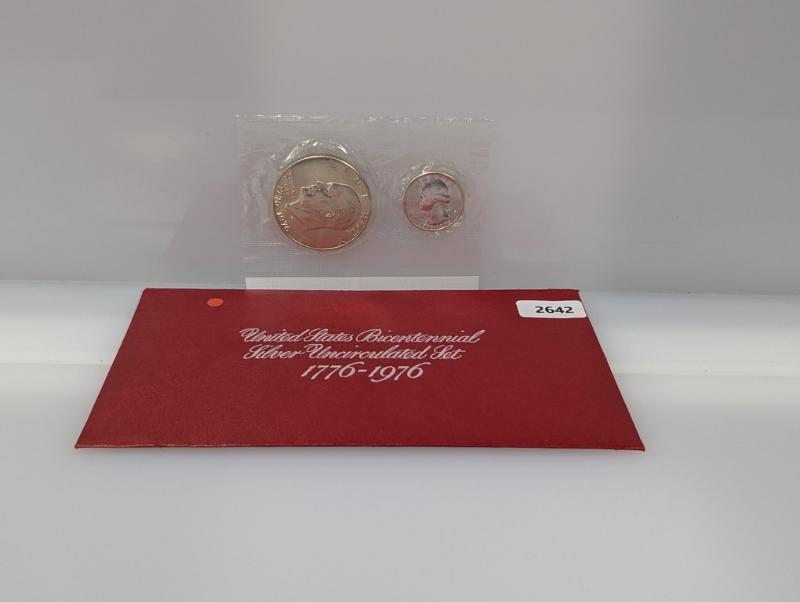 2642
United States Bicentennial
Silver Uncirculated Set
1776-1976